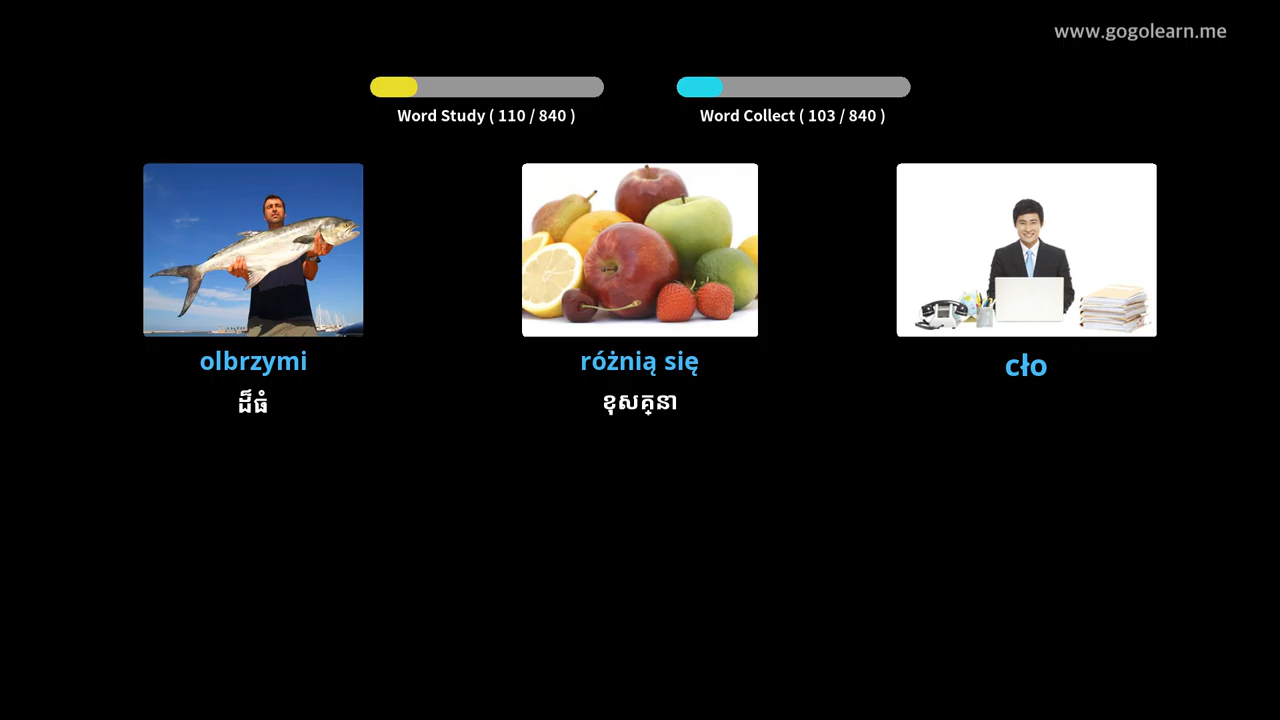 www.gogolearn.me
Word Study ( 110 / 840 )
Word Collect ( 103 / 840 )
olbrzymi
różnią się
cło
ដ៏ធំ
ខុសគ្នា